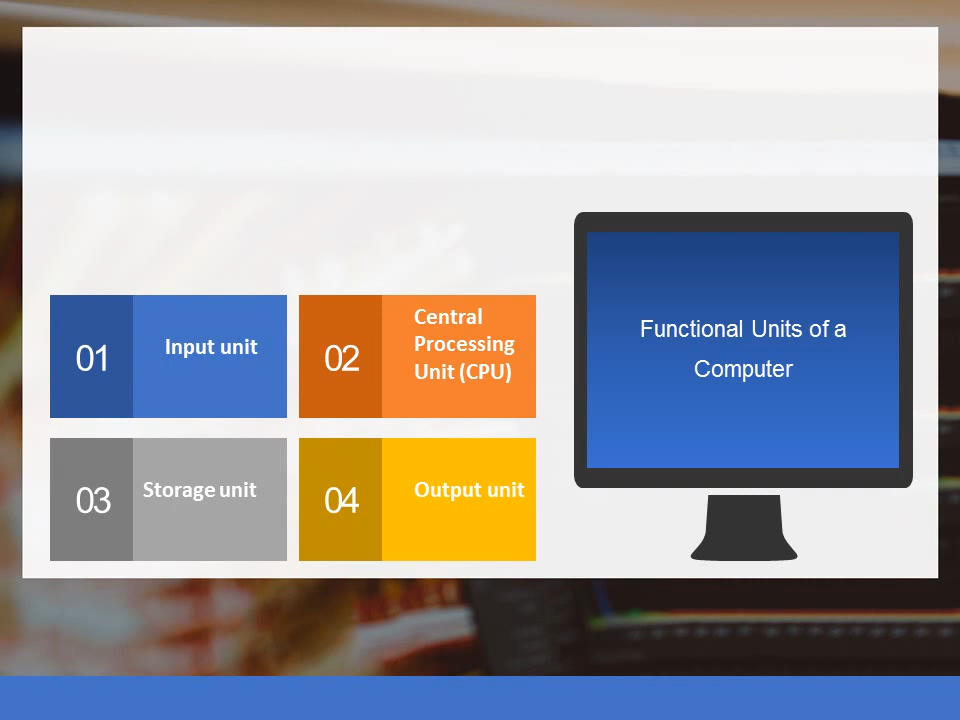 01
Input unit
02
Central
Processing
Unit (CPU)
03
Storage unit
04
Output unit
Functional Units of a
Computer